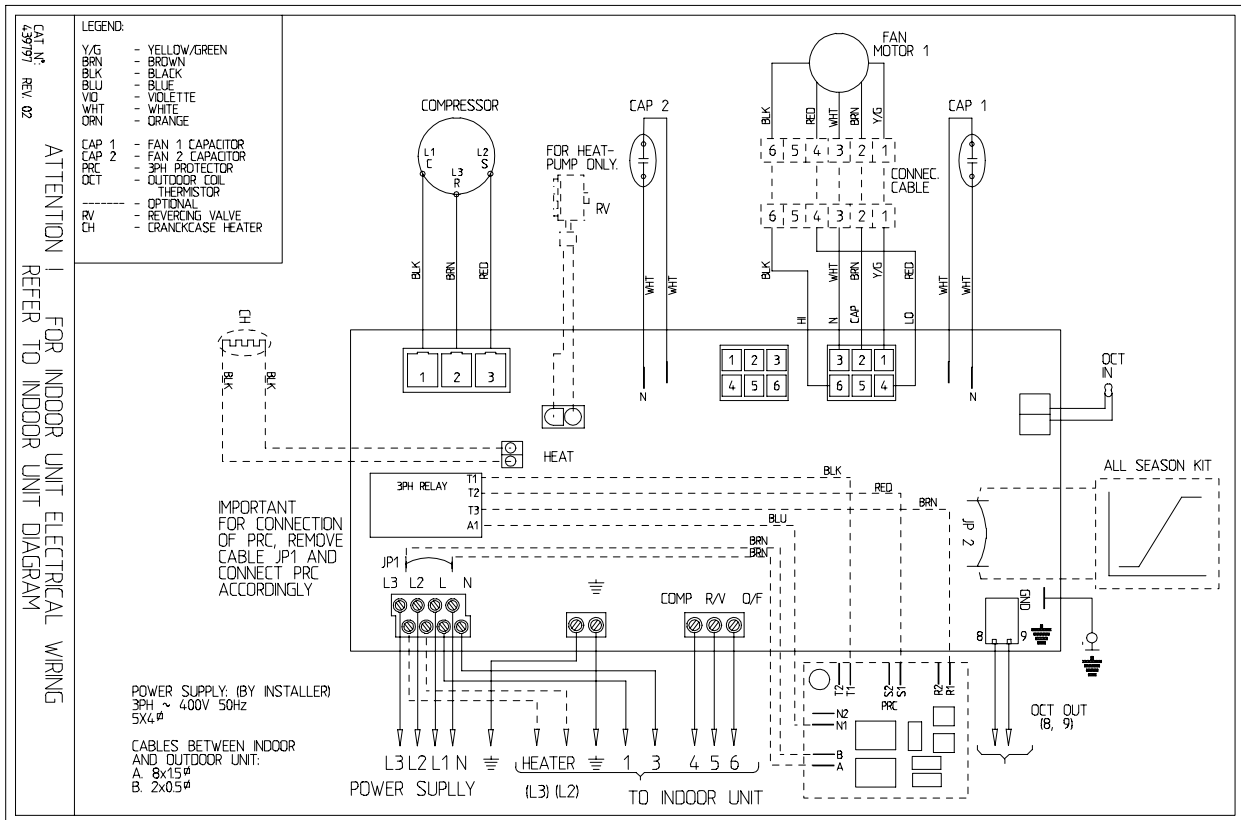 CAT Nº
439797 REV. 02
ATTENTION ! FOR INDOOR UNIT ELECTRICAL WIRING
REFER TO INDOOR UNIT DIAGRAM
LEGEND:
Y/G - YELLOW/GREEN
BRN - BROWN
BLK - BLACK
BLU - BLUE
VIO - VIOLETTE
WHT - WHITE
ORN - ORANGE
CAP 1 - FAN 1 CAPACITOR
CAP 2 - FAN 2 CAPACITOR
PRC - 3PH PROTECTOR
OCT - OUTDOOR COIL
THERMISTOR
------- - OPTIONAL
RV - REVERCING VALVE
CH - CRANCKCASE HEATER
COMPRESSOR
L1 L2
C S
L3
R
BLK BRN RED
1 2 3
FOR HEAT-
PUMP ONLY.
RV
CAP 2
WHT WHT
N
FAN
MOTOR 1
BLK RED WHT BRN Y/G
6 5 4 3 2 1
CONNEC.
CABLE
6 5 4 3 2 1
BLK WHT BRN Y/G RED
HI N CAP LO
CAP 1
WHT WHT
N
1 2 3
4 5 6
3 2 1
6 5 4
OCT
IN
CH
BLK BLK
HEAT
3PH RELAY
T1
T2
T3
A1
BLK
RED
BRN
BLU
BRN
BRN
ALL SEASON KIT
JP 2
IMPORTANT
FOR CONNECTION
OF PRC, REMOVE
CABLE JP1 AND
CONNECT PRC
ACCORDINGLY
JP1
L3 L2 L N
COMP R/V O/F
GND
8 9
T2 T1 S2 S1 R2 R1
PRC
N2
N1
B
A
OCT OUT
(8, 9)
POWER SUPPLY: (BY INSTALLER)
3PH ~ 400V 50Hz
5X4⌀
CABLES BETWEEN INDOOR
AND OUTDOOR UNIT:
A. 8x1.5⌀
B. 2x0.5⌀
L3 L2 L1 N HEATER 1 3 4 5 6
POWER SUPLLY (L3) (L2) TO INDOOR UNIT